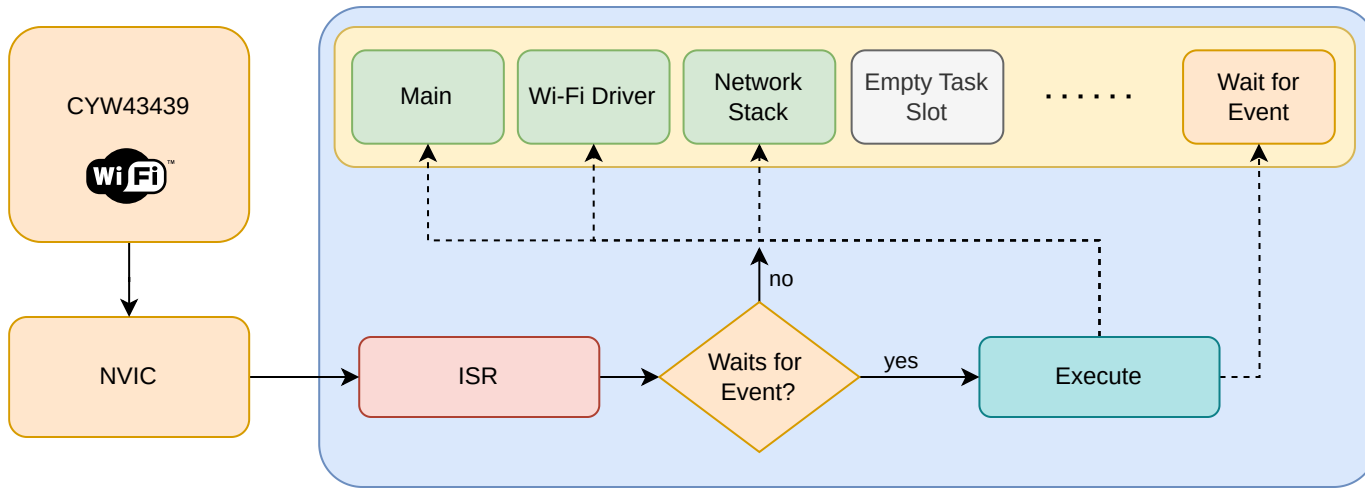 CYW43439
Wi Fi
™
NVIC
Main
Wi-Fi Driver
Network
Stack
Empty Task
Slot
......
Wait for
Event
no
ISR
Waits for
Event?
yes
Execute